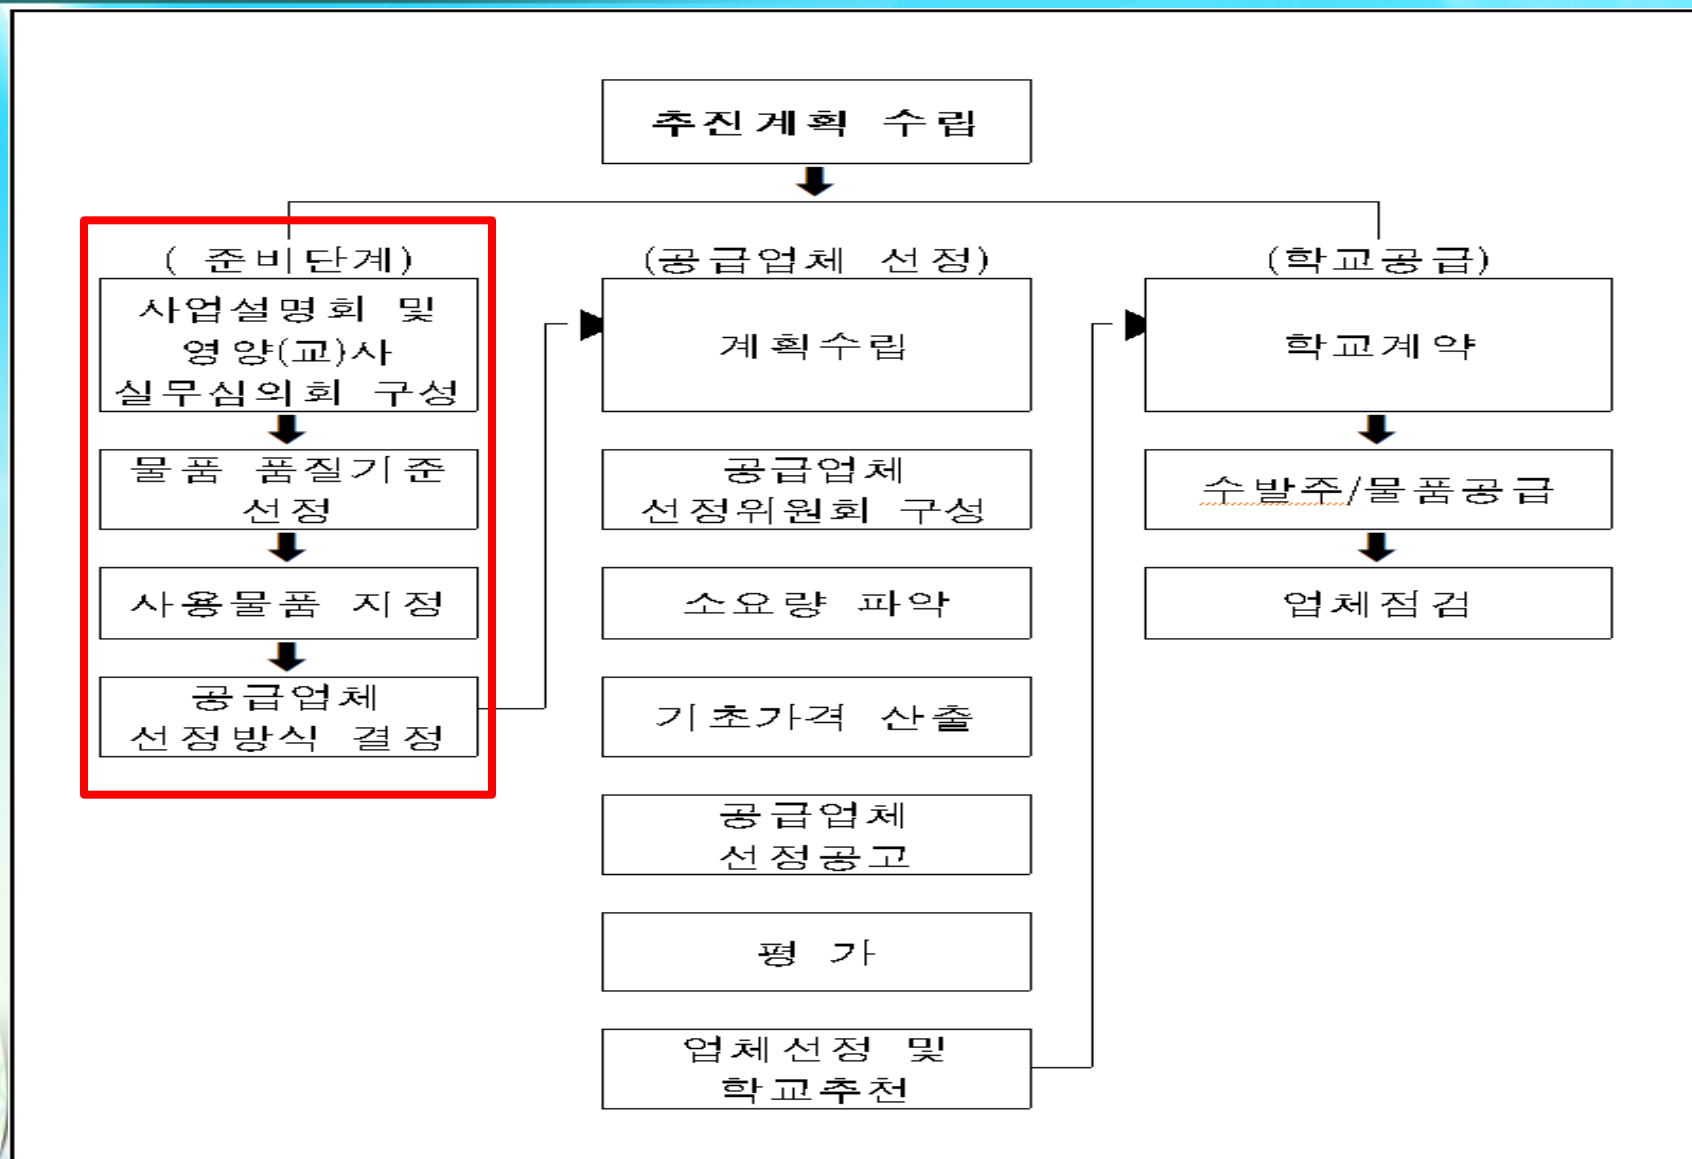 추진계획 수립
( 준비단계)
사업설명회 및
영양(교)사
실무심의회 구성
물품 품질기준
선정
사용물품 지정
공급업체
선정방식 결정
(공급업체 선정)
계획수립
공급업체
선정위원회 구성
소요량 파악
기초가격 산출
공급업체
선정공고
평 가
업체선정 및
학교추천
(학교공급)
학교계약
수발주/물품공급
업체점검